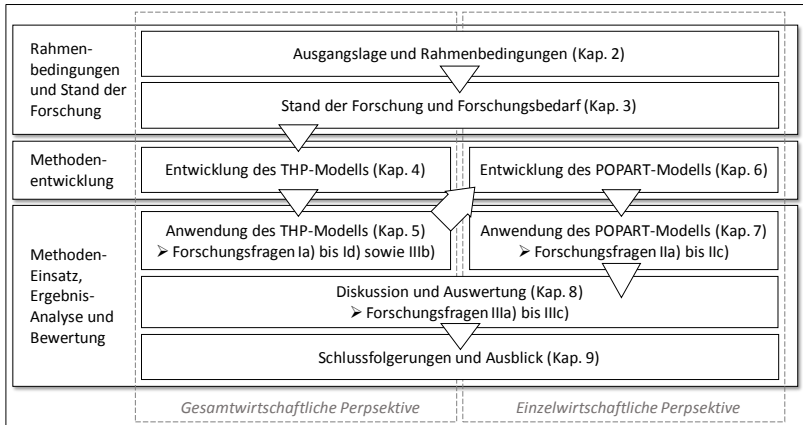 Rahmen-
bedingungen
und Stand der
Forschung
Ausgangslage und Rahmenbedingungen (Kap. 2)
Stand der Forschung und Forschungsbedarf (Kap. 3)
Methoden-
entwicklung
Entwicklung des THP-Modells (Kap. 4)
Entwicklung des POPART-Modells (Kap. 6)
Methoden-
Einsatz,
Ergebnis-
Analyse und
Bewertung
Anwendung des THP-Modells (Kap. 5)
➢ Forschungsfragen Ia) bis Id) sowie IIIb)
Anwendung des POPART-Modells (Kap. 7)
➢ Forschungsfragen IIa) bis IIc)
Diskussion und Auswertung (Kap. 8)
➢ Forschungsfragen IIIa) bis IIIc)
Schlussfolgerungen und Ausblick (Kap. 9)
Gesamtwirtschaftliche Perpsektive
Einzelwirtschaftliche Perpsektive